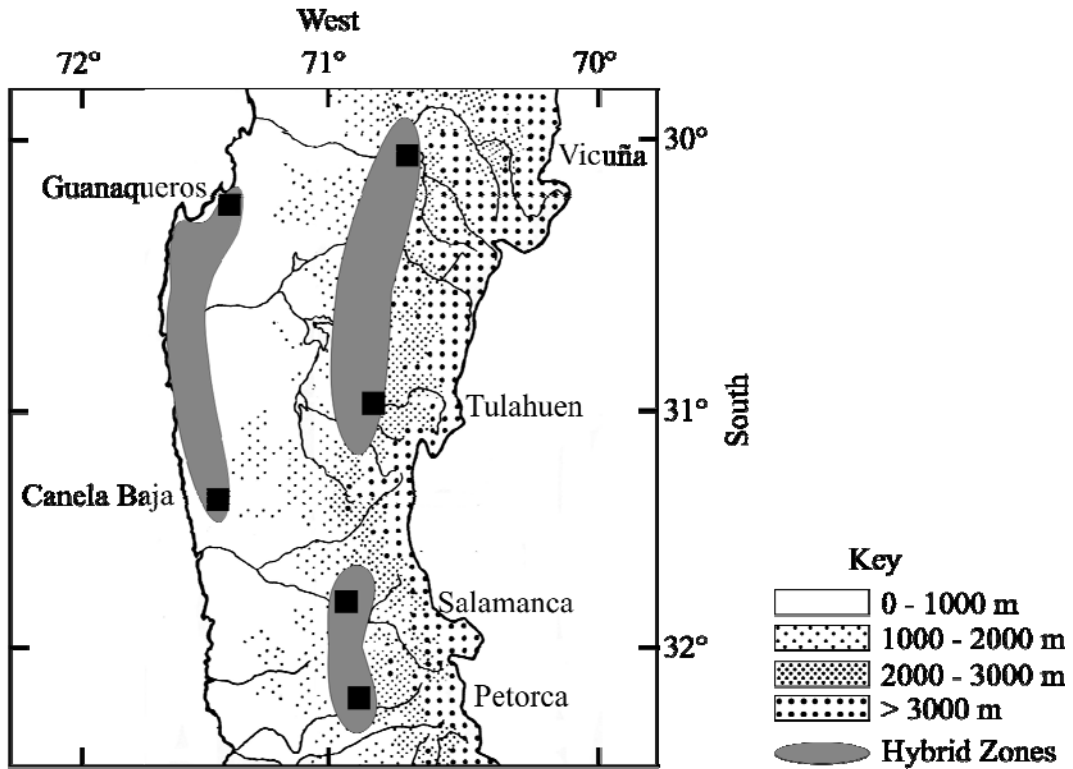 West
72° 71° 70°
30°
Vicuña
Guanaqueros
31°
Tulahuen
South
Canela Baja
Salamanca
32°
Petorca
Key
0 - 1000 m
1000 - 2000 m
2000 - 3000 m
> 3000 m
Hybrid Zones